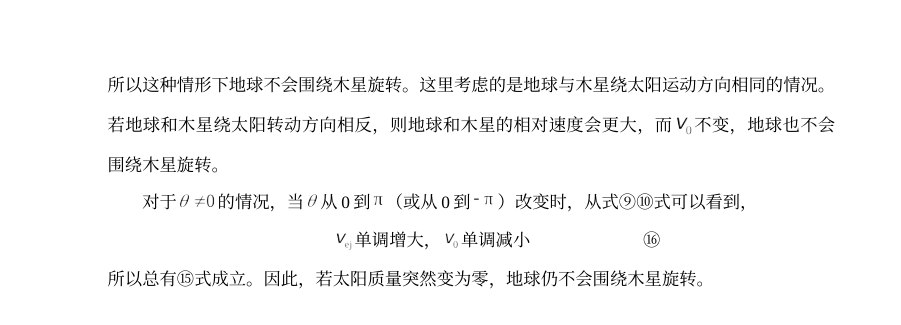 所以这种情形下地球不会围绕木星旋转。这里考虑的是地球与木星绕太阳运动方向相同的情况。
若地球和木星绕太阳转动方向相反，则地球和木星的相对速度会更大，而 v₀ 不变，地球也不会
围绕木星旋转。
对于θ≠0的情况，当θ从 0 到π（或从 0 到-π）改变时，从式⑨⑩式可以看到，
vₑⱼ单调增大，v₀单调减小 ⑯
所以总有⑮式成立。因此，若太阳质量突然变为零，地球仍不会围绕木星旋转。